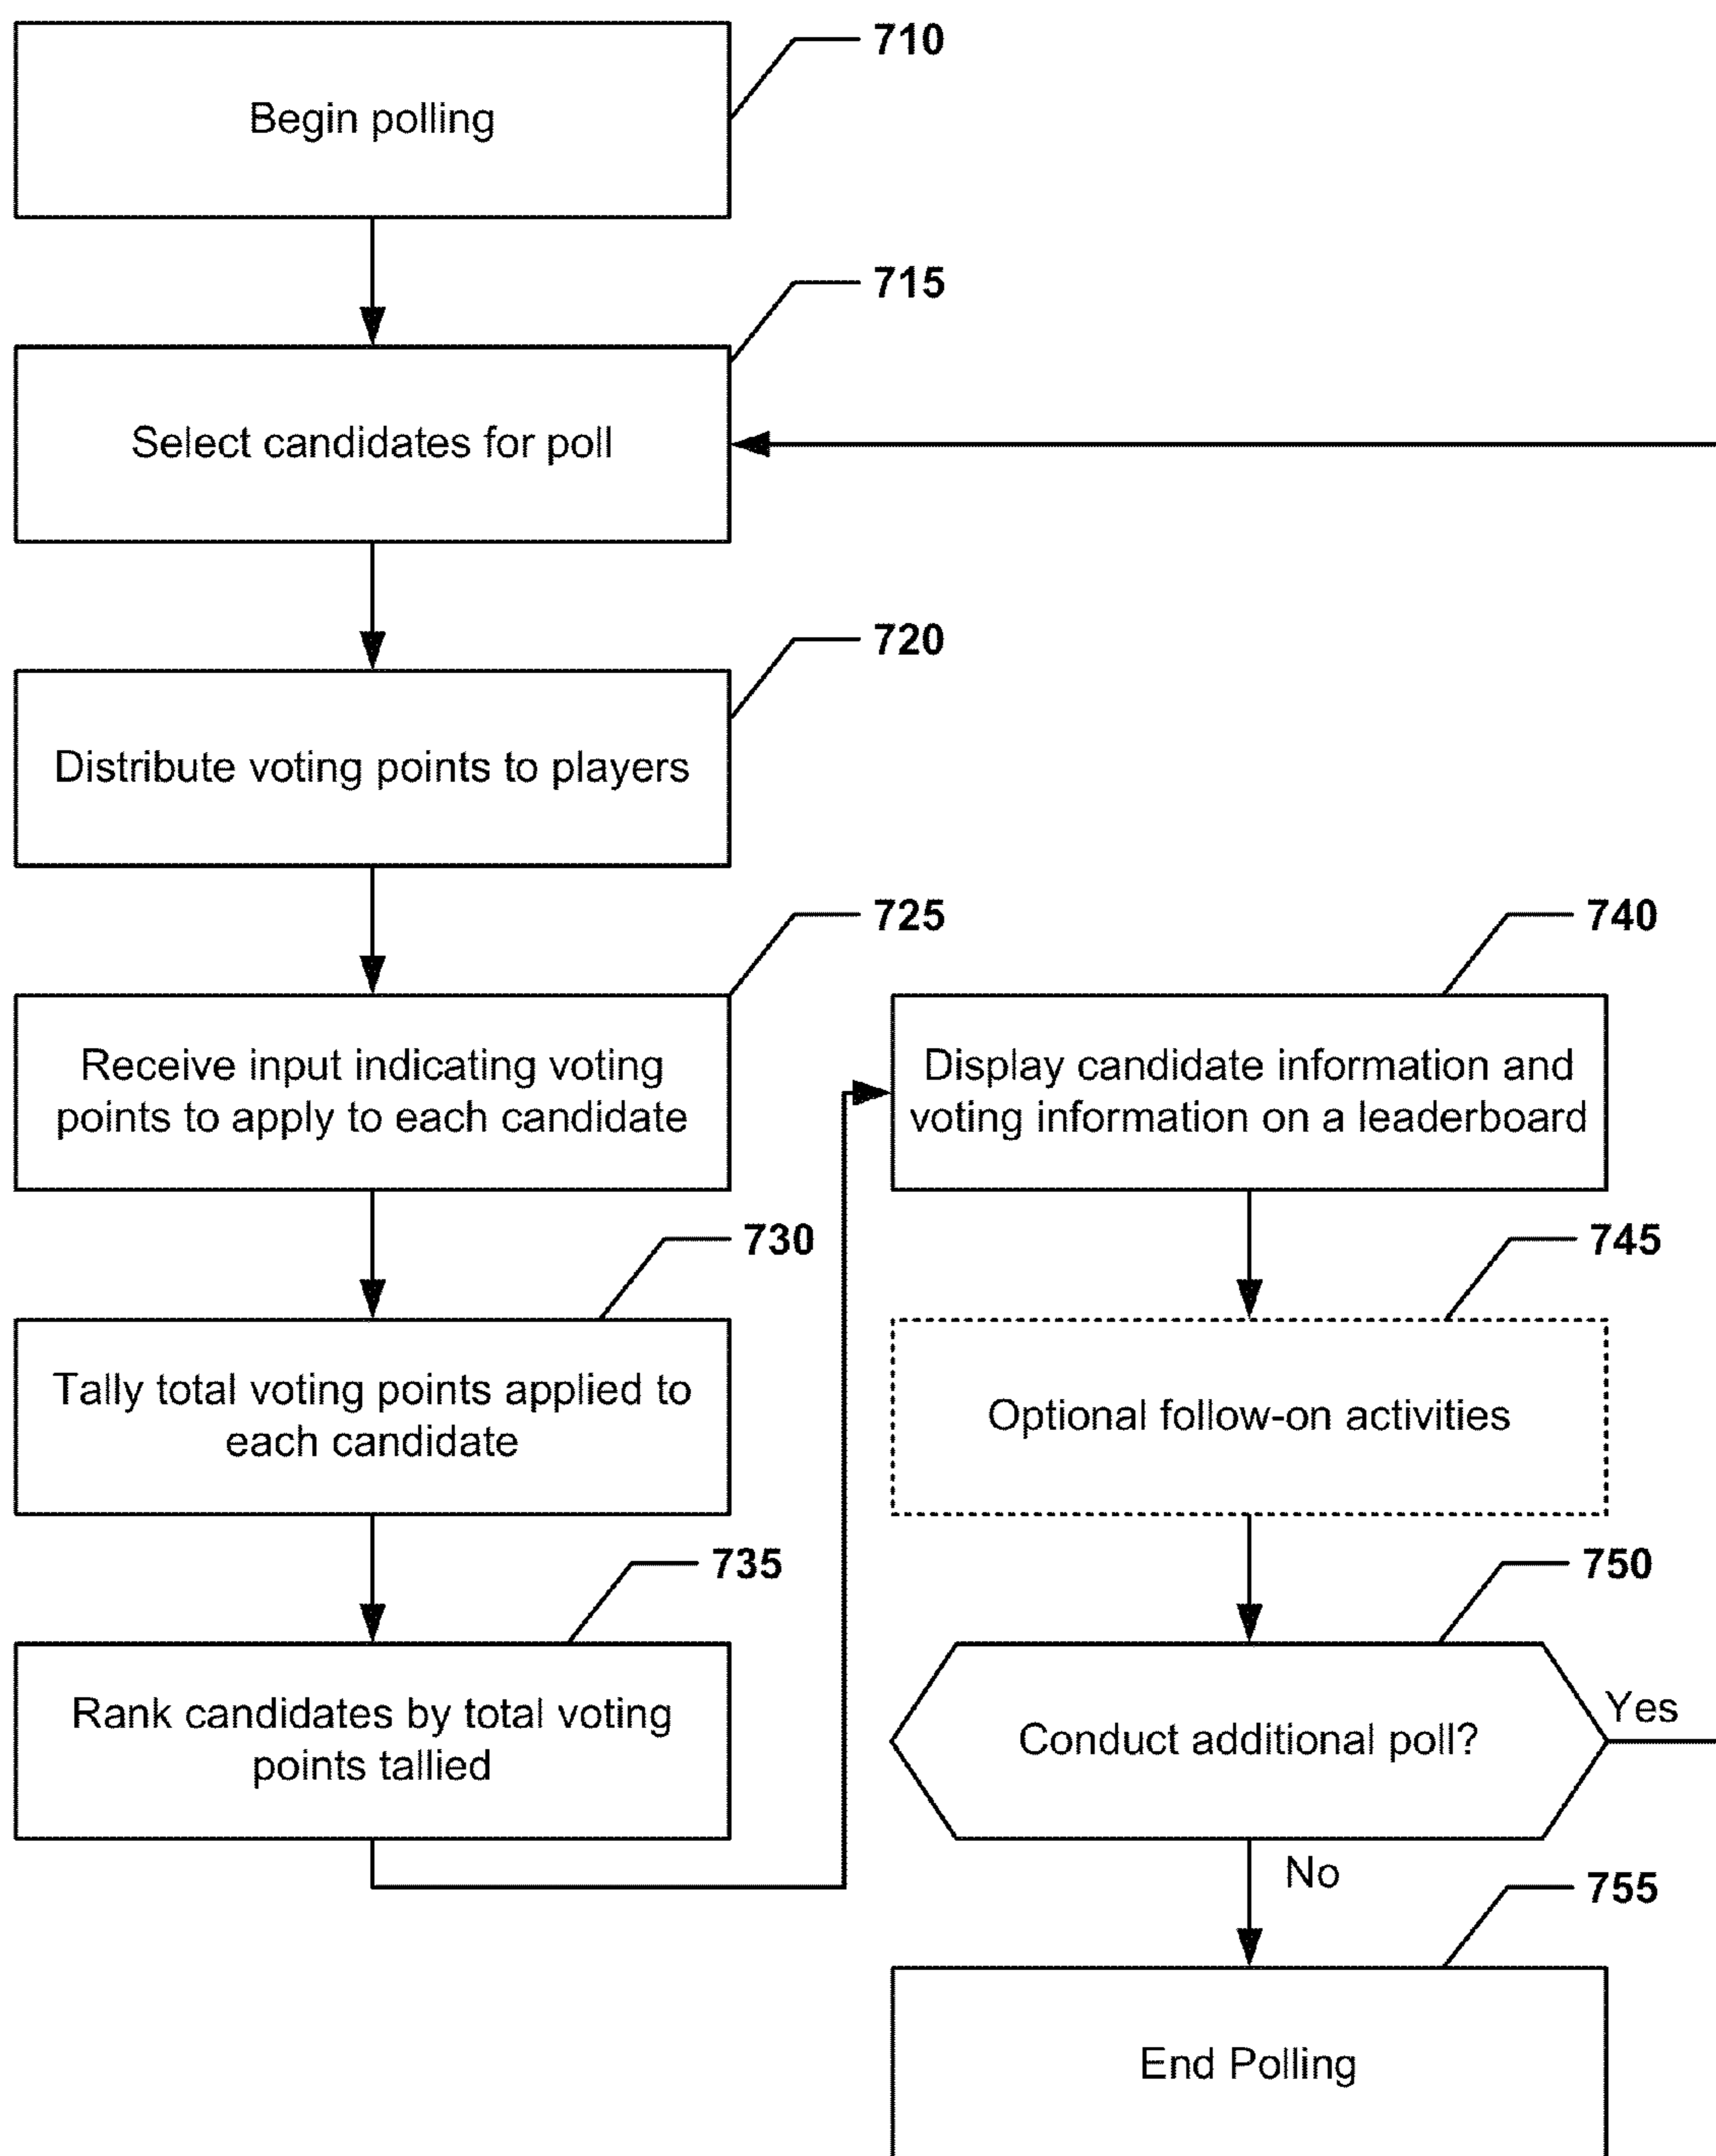 710
Begin polling
715
Select candidates for poll
720
Distribute voting points to players
725
Receive input indicating voting
points to apply to each candidate
730
Tally total voting points applied to
each candidate
735
Rank candidates by total voting
points tallied
740
Display candidate information and
voting information on a leaderboard
745
Optional follow-on activities
750
Conduct additional poll?
Yes
No
755
End Polling